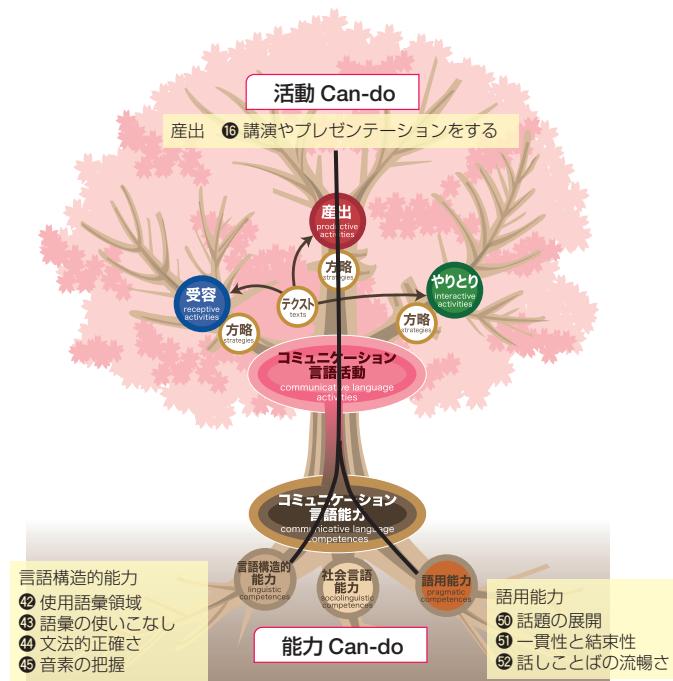 活動 Can-do
産出 ⓰ 講演やプレゼンテーションをする
産出
productive
activities
方略
strategies
受容
receptive
activities
テクスト
texts
やりとり
interactive
activities
方略
strategies
方略
strategies
コミュニケーション
言語活動
communicative language
activities
コミュニケーション
言語能力
communicative language
competences
言語構造的
能力
linguistic
competences
社会言語
能力
sociolinguistic
competences
語用能力
pragmatic
competences
言語構造的能力
㊷ 使用語彙領域
㊸ 語彙の使いこなし
㊹ 文法的正確さ
㊺ 音素の把握
能力 Can-do
語用能力
㊿ 話題の展開
51 一貫性と結束性
52 話しことばの流暢さ